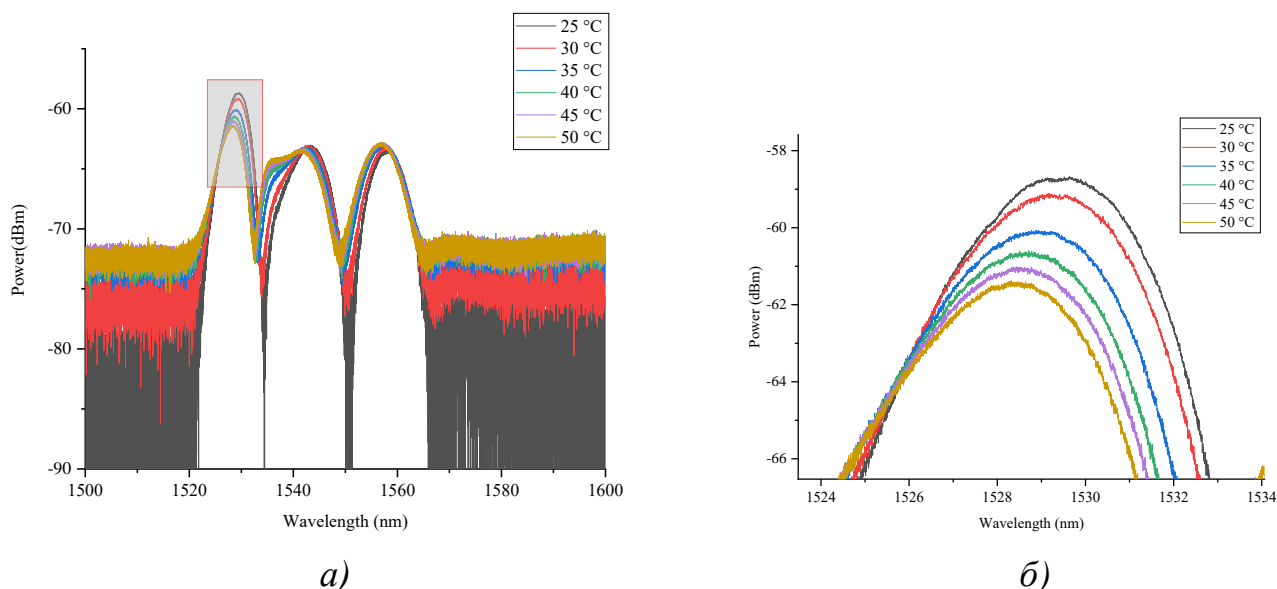 25 °C
30 °C
35 °C
40 °C
45 °C
50 °C
Power(dBm)
-60
-70
-80
-90
1500
1520
1540
1560
1580
1600
Wavelength (nm)
а)
25 °C
30 °C
35 °C
40 °C
45 °C
50 °C
Power (dBm)
-58
-60
-62
-64
-66
1524
1526
1528
1530
1532
1534
Wavelength (nm)
б)